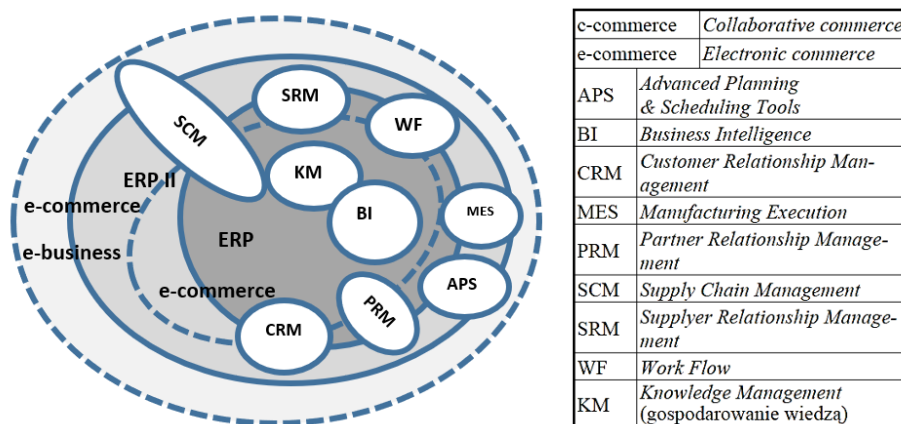 SRM
WF
SCM
KM
ERP II
e-commerce
BI
MES
ERP
e-business
e-commerce
APS
PRM
CRM
c-commerce Collaborative commerce
e-commerce Electronic commerce
APS Advanced Planning
& Scheduling Tools
BI Business Intelligence
CRM Customer Relationship Man-
agement
MES Manufacturing Execution
PRM Partner Relationship Manage-
ment
SCM Supply Chain Management
SRM Supplyer Relationship Manage-
ment
WF Work Flow
KM Knowledge Management
(gospodarowanie wiedzą)